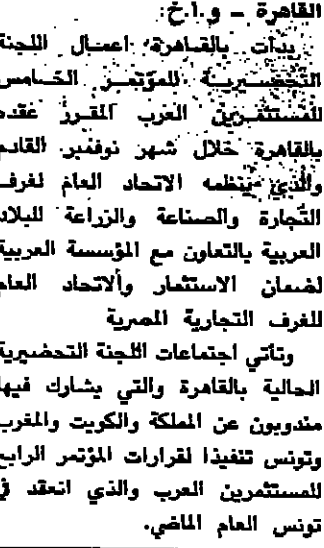 القاهرة – و.ا.خ:
بدأت بالقاهرة اعمال اللجنة
التحضيرية للمؤتمر الخامس
للمستثمرين العرب المقرر عقده
بالقاهرة خلال شهر نوفمبر القادم
والذي ينظمه الاتحاد العام لغرف
التجارة والصناعة والزراعة للبلاد
العربية بالتعاون مع المؤسسة العربية
لضمان الاستثمار والاتحاد العام
للغرف التجارية المصرية
وتأتي اجتماعات اللجنة التحضيرية
الحالية بالقاهرة والتي يشارك فيها
مندوبون عن المملكة والكويت والمغرب
وتونس تنفيذا لقرارات المؤتمر الرابع
للمستثمرين العرب والذي انعقد في
تونس العام الماضي.